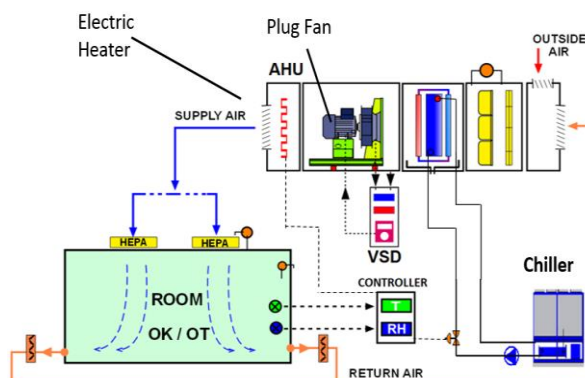 Electric
Heater
Plug Fan
AHU
OUTSIDE
AIR
SUPPLY AIR
HEPA
HEPA
VSD
Chiller
CONTROLLER
T
RH
ROOM
OK / OT
RETURN AIR